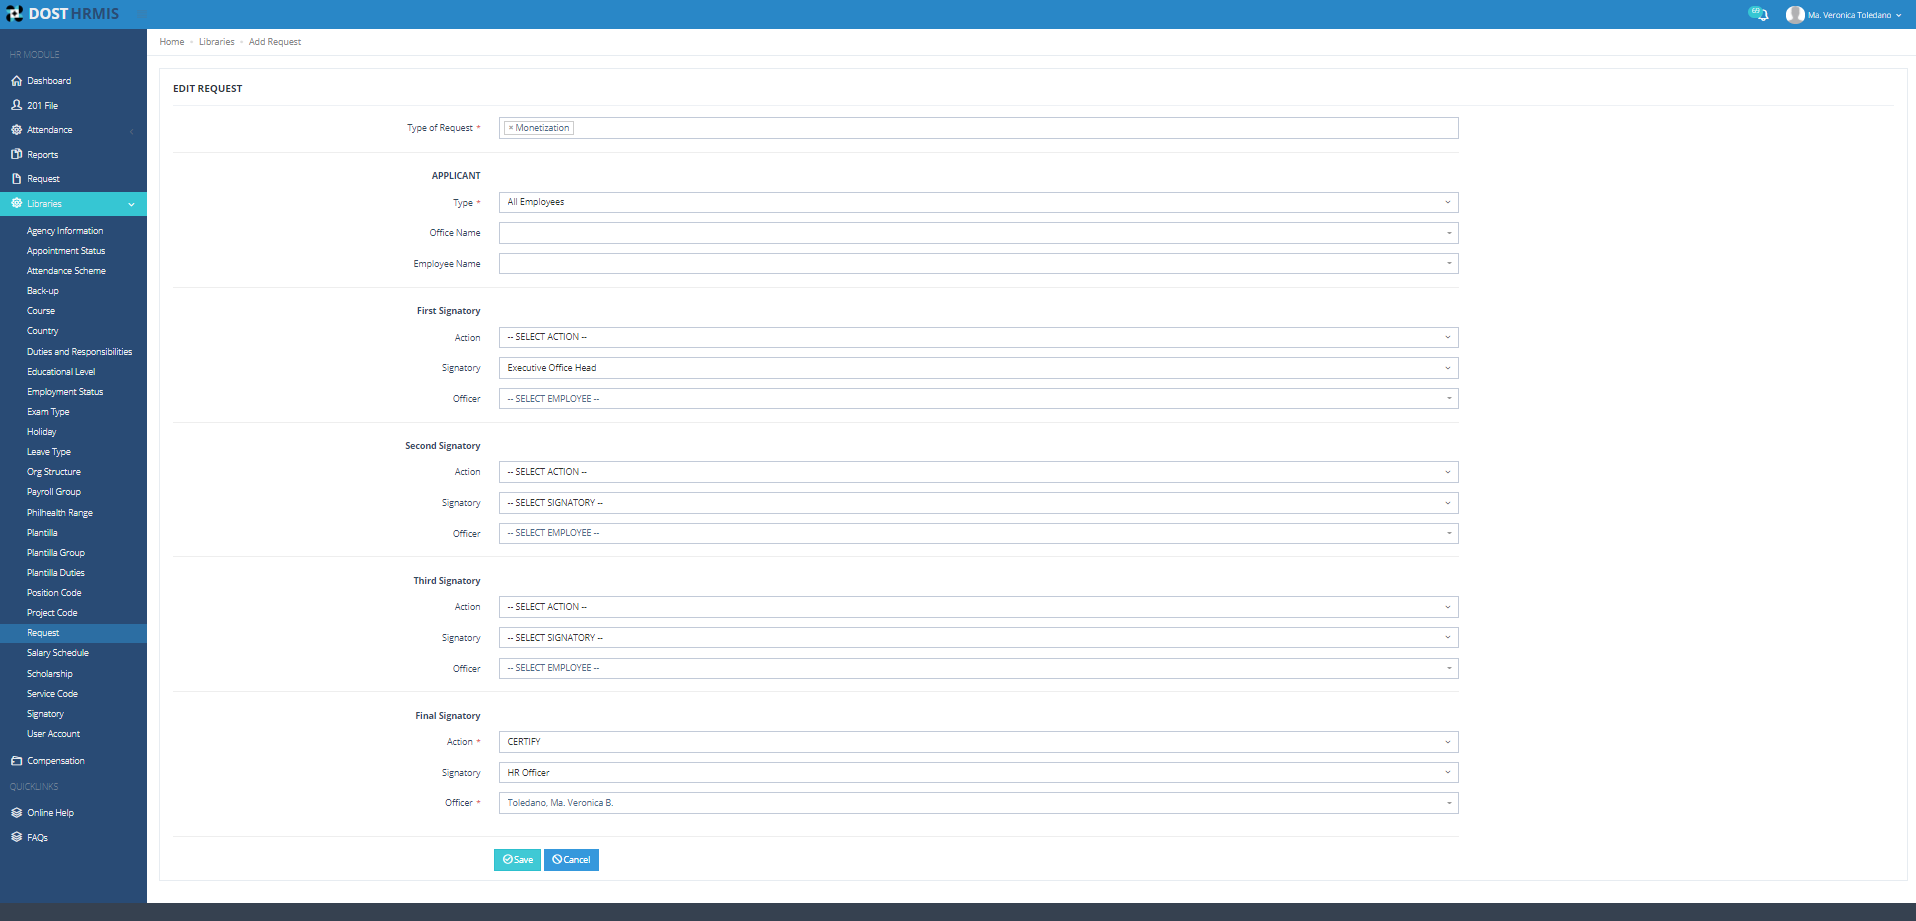 DOST HRMIS
69
Ma. Veronica Toledano
HR MODULE
Dashboard
201 File
Attendance
Reports
Request
Libraries
Agency Information
Appointment Status
Attendance Scheme
Back-up
Course
Country
Duties and Responsibilities
Educational Level
Employment Status
Exam Type
Holiday
Leave Type
Org Structure
Payroll Group
Philhealth Range
Plantilla
Plantilla Group
Plantilla Duties
Position Code
Project Code
Request
Salary Schedule
Scholarship
Service Code
Signatory
User Account
Compensation
QUICKLINKS
Online Help
FAQs
Home Libraries Add Request
EDIT REQUEST
Type of Request * × Monetization
APPLICANT
Type * All Employees
Office Name
Employee Name
First Signatory
Action -- SELECT ACTION --
Signatory Executive Office Head
Officer -- SELECT EMPLOYEE --
Second Signatory
Action -- SELECT ACTION --
Signatory -- SELECT SIGNATORY --
Officer -- SELECT EMPLOYEE --
Third Signatory
Action -- SELECT ACTION --
Signatory -- SELECT SIGNATORY --
Officer -- SELECT EMPLOYEE --
Final Signatory
Action * CERTIFY
Signatory HR Officer
Officer * Toledano, Ma. Veronica B.
Save Cancel